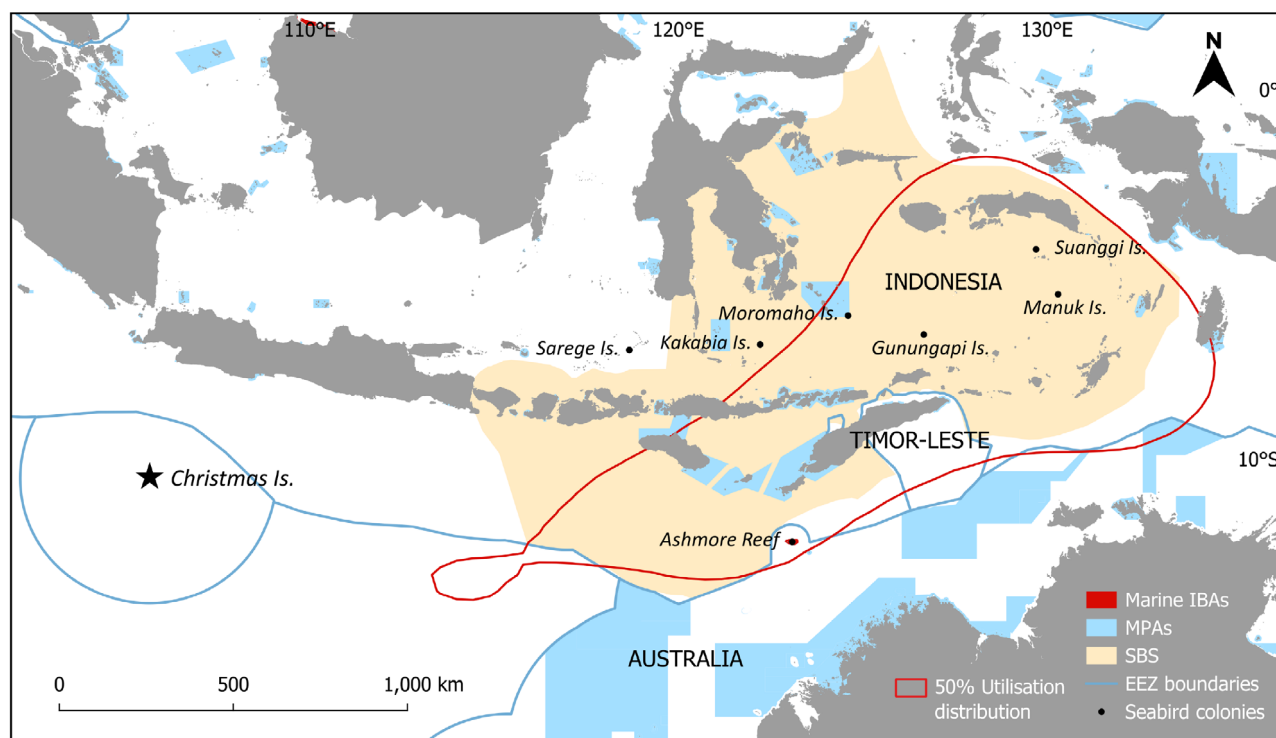 110°E
120°E
130°E
N
0°
Suanggi Is.
INDONESIA
Manuk Is.
Moromaho Is.
Kakabia Is.
Sarege Is.
Gunungapi Is.
TIMOR-LESTE
10°S
Christmas Is.
Ashmore Reef
AUSTRALIA
Marine IBAs
MPAs
SBS
EEZ boundaries
Seabird colonies
50% Utilisation
distribution
0
500
1,000 km